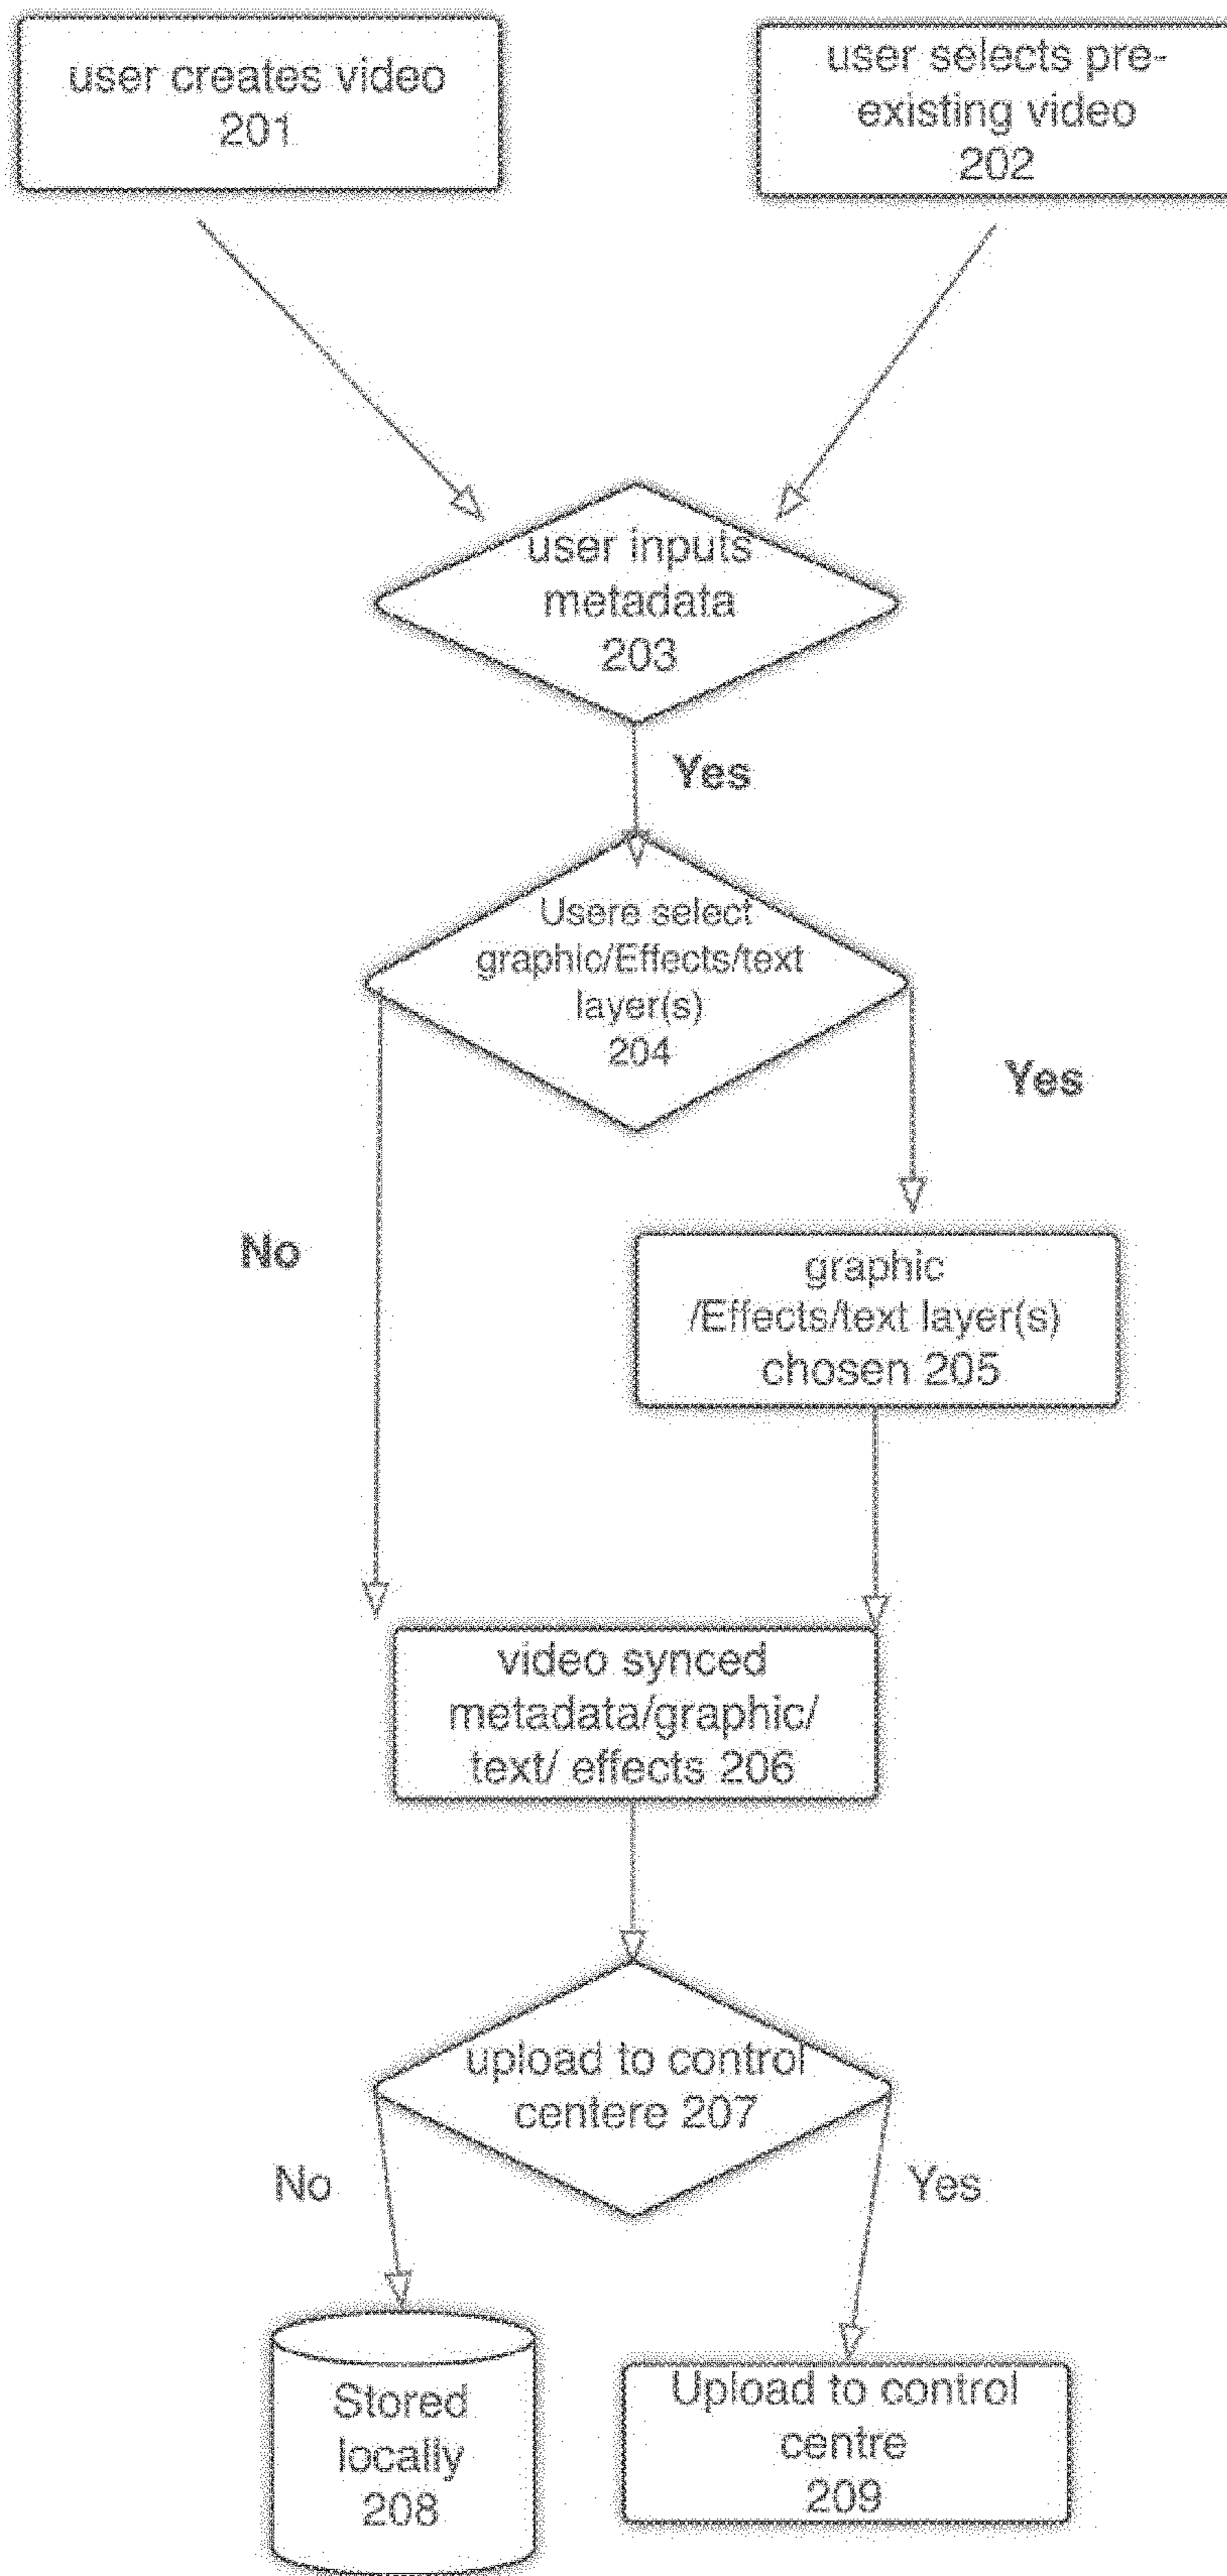 user creates video
201
user selects pre-
existing video
202
user inputs
metadata
203
Yes
Usere select
graphic/Effects/text
layer(s)
204
Yes
No
graphic
/Effects/text layer(s)
chosen 205
video synced
metadata/graphic/
text/ effects 206
upload to control
centere 207
No
Yes
Stored
locally
208
Upload to control
centre
209